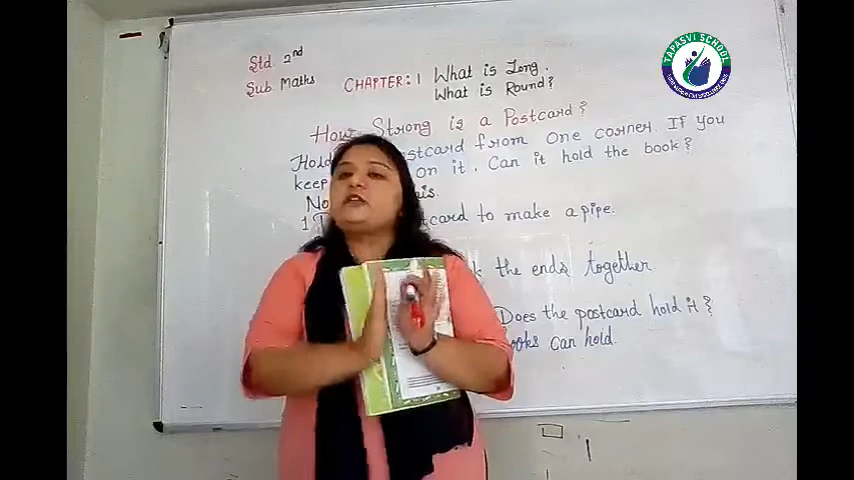 TAPASVI SCHOOL
Std. 2nd
Sub. Maths
CHAPTER: 1 What is Long.
What is Round?
How Strong is a Postcard?
Hold postcard from One corner. If you
keep on it. Can it hold the book?
1 card to make a pipe.
the ends together
Does the postcard hold it?
can hold.